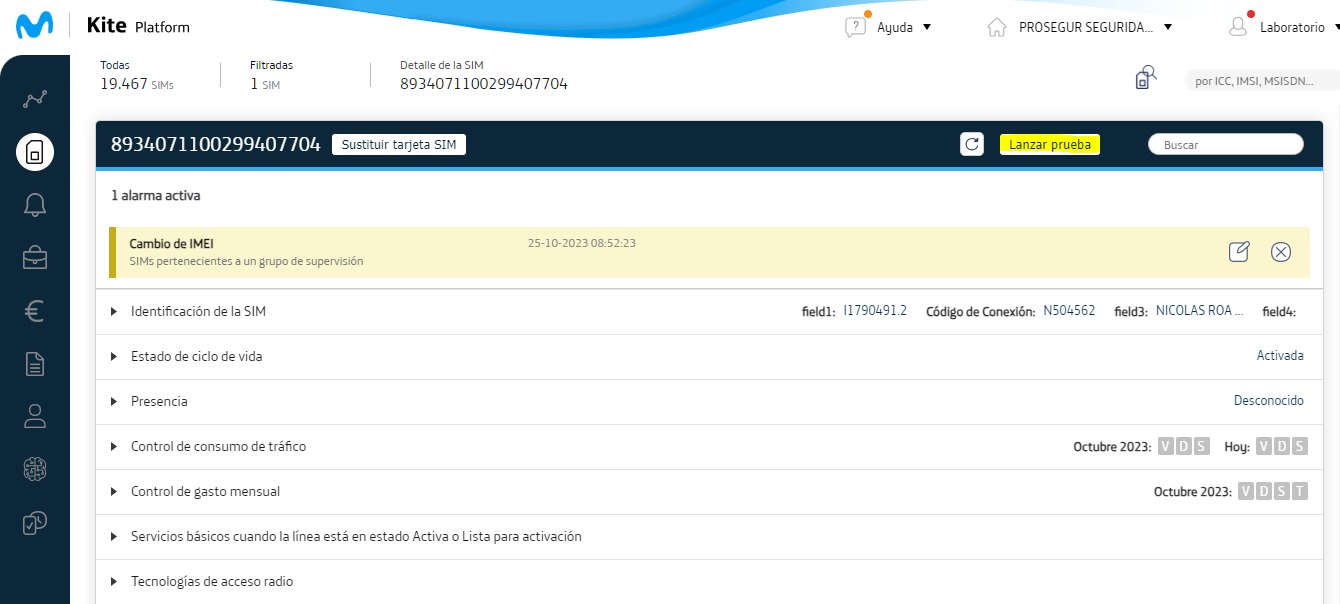 Kite Platform
? Ayuda
PROSEGUR SEGURIDA...
Laboratorio
Todas
19.467 SIMs
Filtradas
1 SIM
Detalle de la SIM
8934071100299407704
por ICC, IMSI, MSISDN...
8934071100299407704
Sustituir tarjeta SIM
Lanzar prueba
Buscar
1 alarma activa
Cambio de IMEI
25-10-2023 08:52:23
SIMs pertenecientes a un grupo de supervisión
Identificación de la SIM
field1: I1790491.2 Código de Conexión: N504562 field3: NICOLAS ROA ... field4:
Estado de ciclo de vida
Activada
Presencia
Desconocido
Control de consumo de tráfico
Octubre 2023: V D S Hoy: V D S
Control de gasto mensual
Octubre 2023: V D S T
Servicios básicos cuando la línea está en estado Activa o Lista para activación
Tecnologías de acceso radio